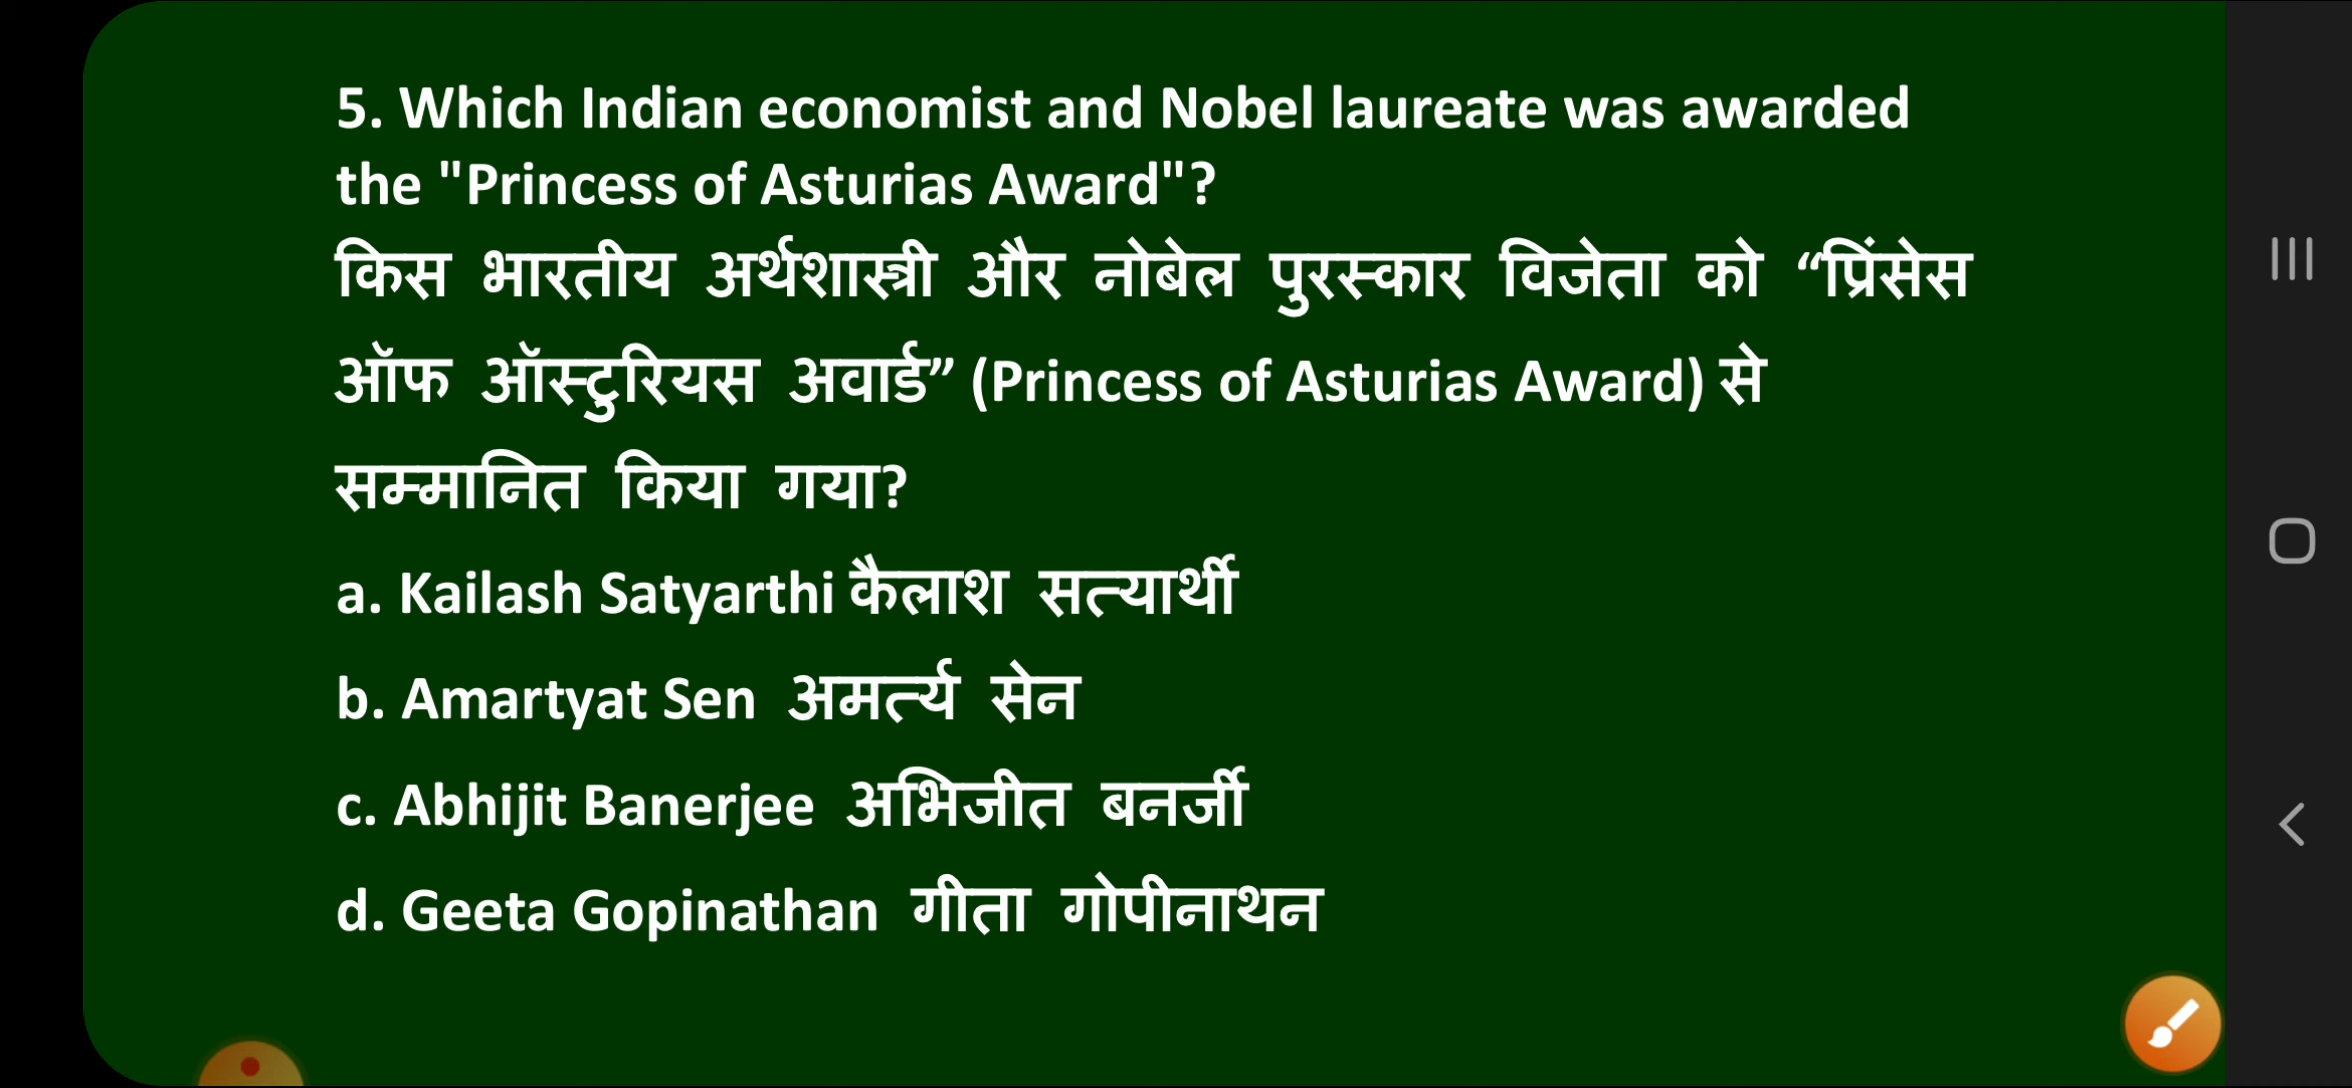 5. Which Indian economist and Nobel laureate was awarded
the "Princess of Asturias Award"?
किस भारतीय अर्थशास्त्री और नोबेल पुरस्कार विजेता को “प्रिंसेस
ऑफ ऑस्टुरियस अवार्ड” (Princess of Asturias Award) से
सम्मानित किया गया?
a. Kailash Satyarthi कैलाश सत्यार्थी
b. Amartyat Sen अमर्त्य सेन
c. Abhijit Banerjee अभिजीत बनर्जी
d. Geeta Gopinathan गीता गोपीनाथन